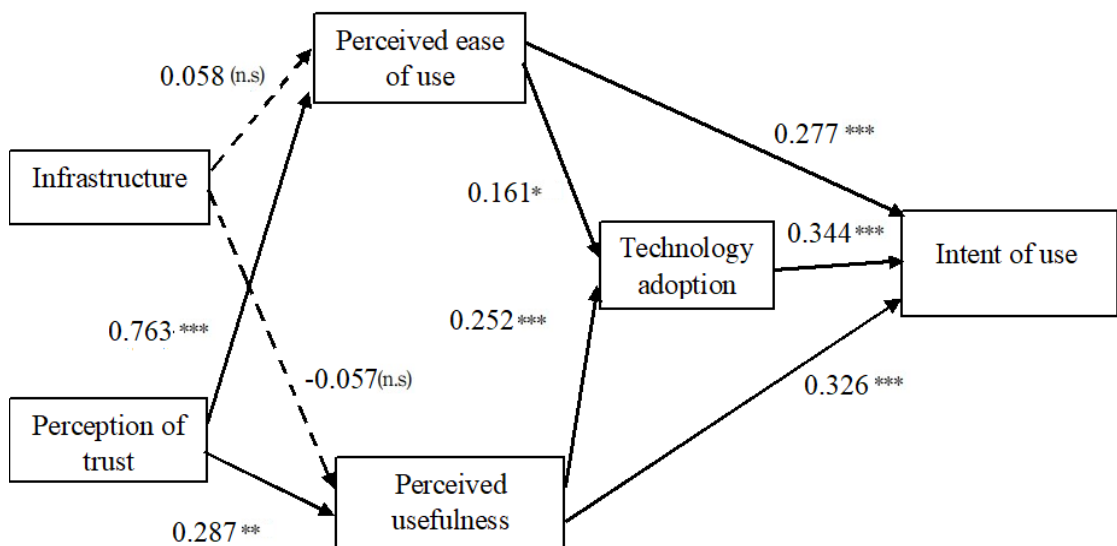 Perceived ease
of use
0.058 (n.s)
0.277 ***
Infrastructure
0.161*
Technology
adoption
0.344 ***
Intent of use
0.763 ***
0.252 ***
-0.057(n.s)
0.326 ***
Perception of
trust
Perceived
usefulness
0.287 **